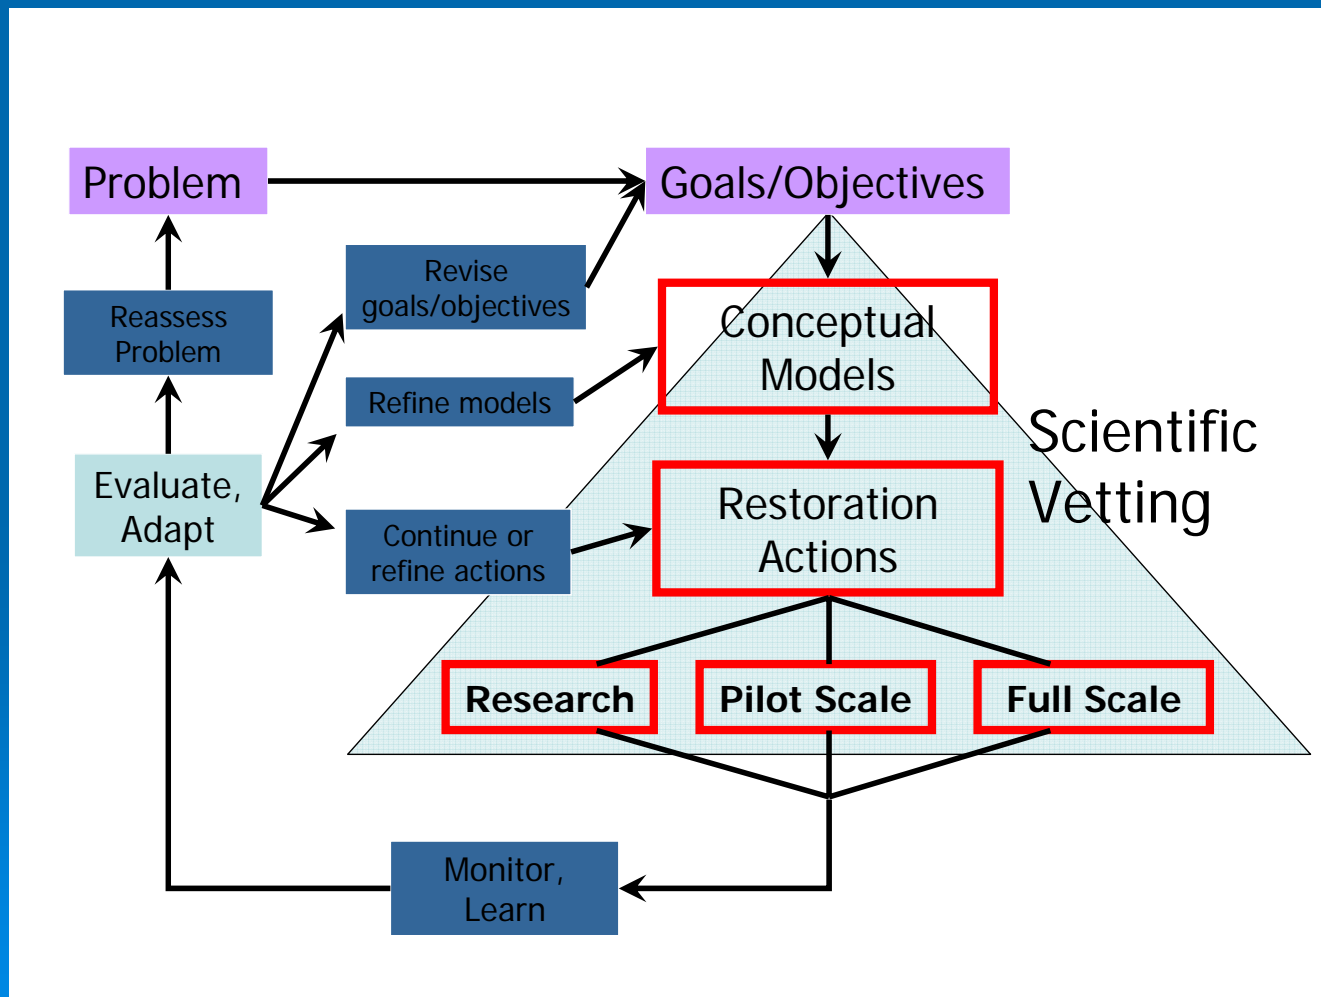 Problem
Goals/Objectives
Revise
goals/objectives
Reassess
Problem
Conceptual
Models
Refine models
Scientific
Vetting
Evaluate,
Adapt
Restoration
Actions
Continue or
refine actions
Research
Pilot Scale
Full Scale
Monitor,
Learn